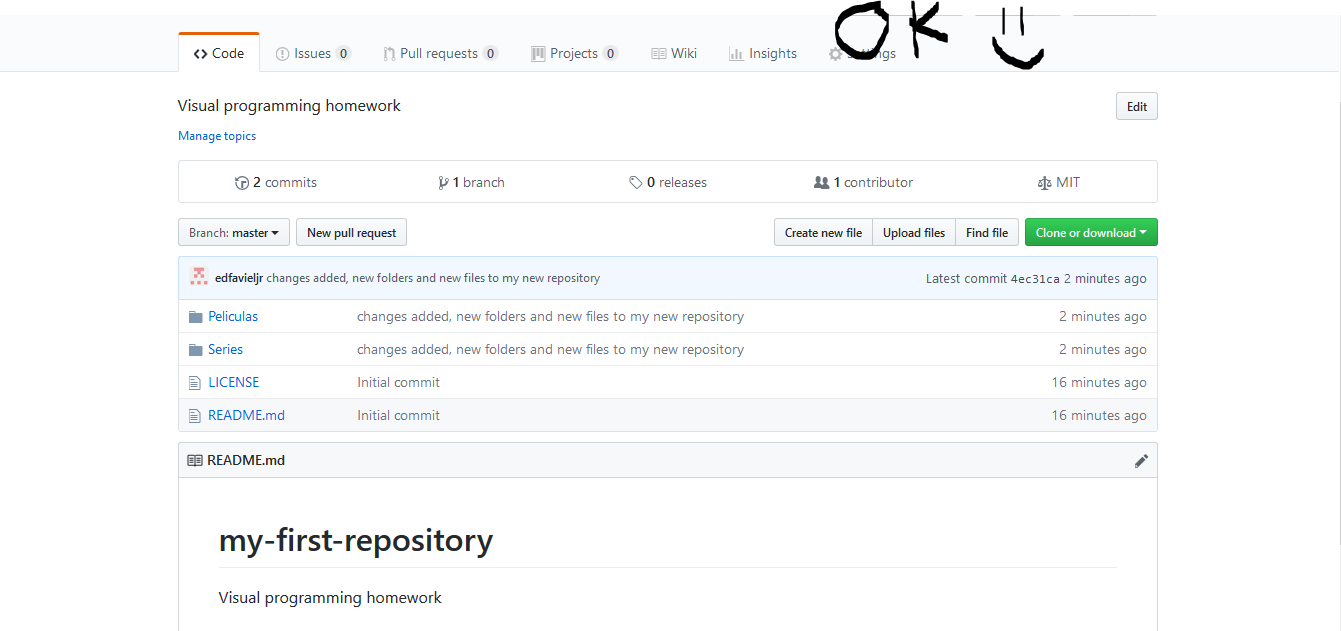 OK
Code Issues 0 Pull requests 0 Projects 0 Wiki Insights
Visual programming homework Edit
Manage topics
2 commits 1 branch 0 releases 1 contributor MIT
Branch: master New pull request Create new file Upload files Find file Clone or download
edfavieljr changes added, new folders and new files to my new repository Latest commit 4ec31ca 2 minutes ago
Peliculas changes added, new folders and new files to my new repository 2 minutes ago
Series changes added, new folders and new files to my new repository 2 minutes ago
LICENSE Initial commit 16 minutes ago
README.md Initial commit 16 minutes ago
README.md
my-first-repository
Visual programming homework